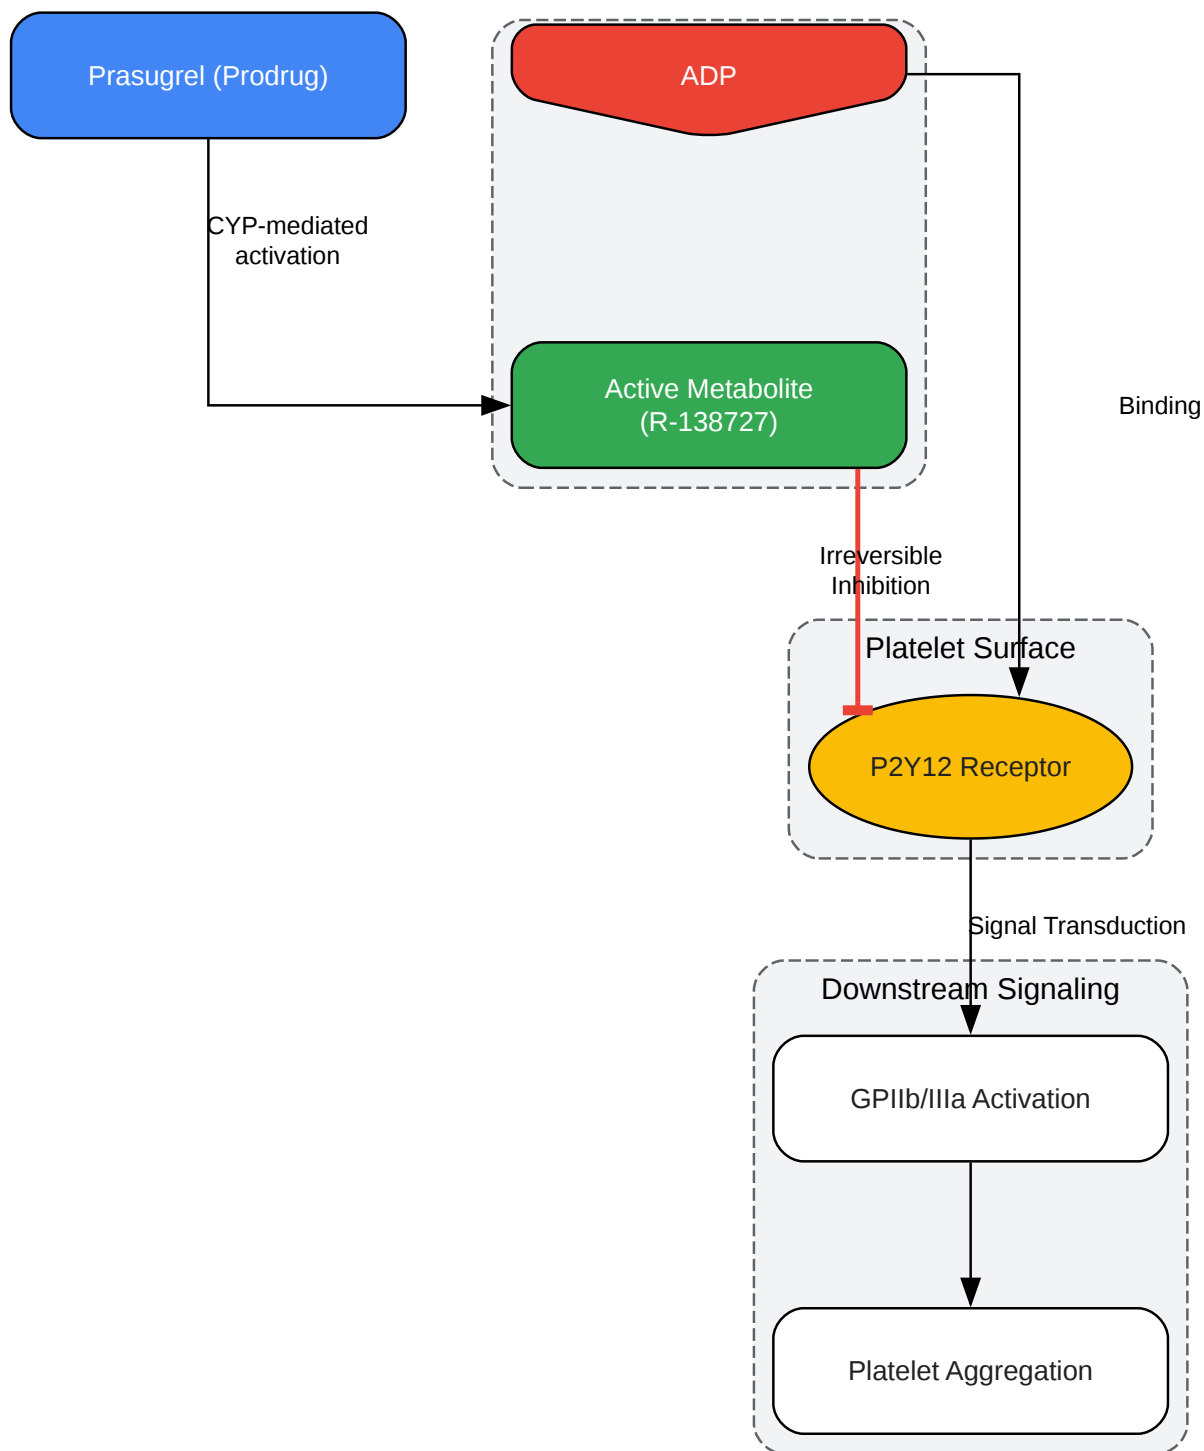 Prasugrel (Prodrug)
ADP
CYP-mediated
activation
Active Metabolite
(R-138727)
Binding
Irreversible
Inhibition
Platelet Surface
P2Y12 Receptor
Signal Transduction
Downstream Signaling
GPIIb/IIIa Activation
Platelet Aggregation